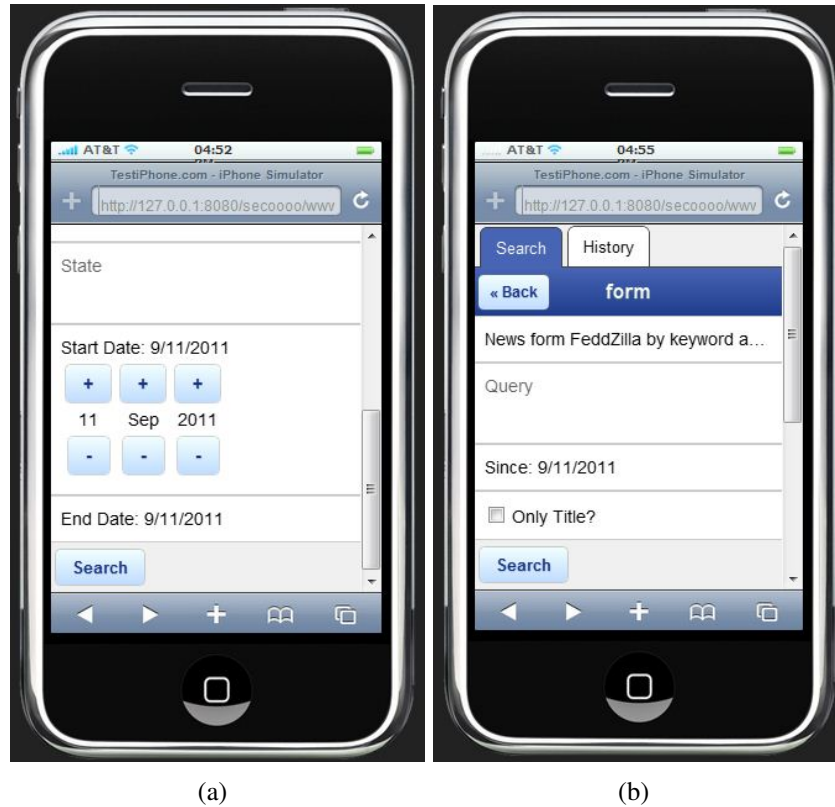 AT&T 04:52
TestiPhone.com - iPhone Simulator
http://127.0.0.1:8080/secoooo/www
State
Start Date: 9/11/2011
+ + +
11 Sep 2011
- - -
End Date: 9/11/2011
Search
(a)
AT&T 04:55
TestiPhone.com - iPhone Simulator
http://127.0.0.1:8080/secoooo/www
Search History
« Back form
News form FeddZilla by keyword a...
Query
Since: 9/11/2011
Only Title?
Search
(b)